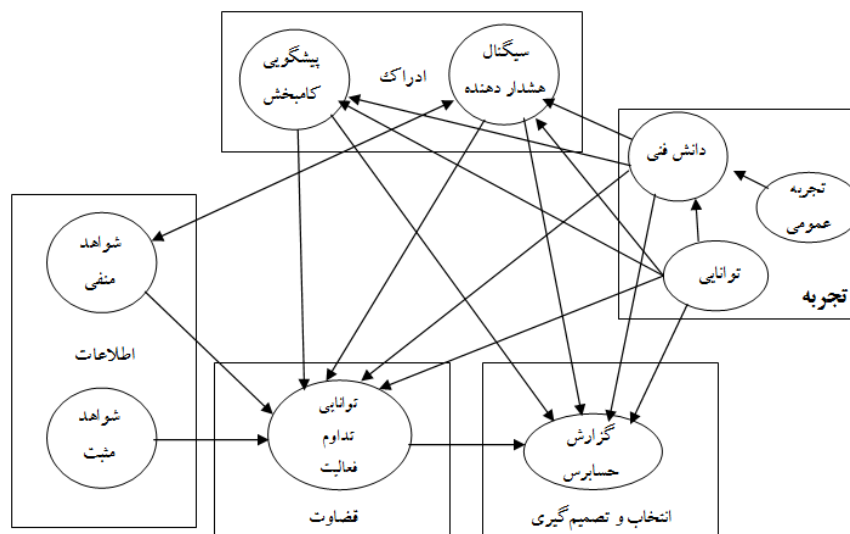 سیگنال
هشدار دهنده
ادراک
پیشگویی
کامبخش
دانش فنی
تجربه
عمومی
توانایی
تجربه
شواهد
منفی
اطلاعات
شواهد
مثبت
توانایی
تداوم
فعالیت
قضاوت
گزارش
حسابرس
انتخاب و تصمیم‌گیری